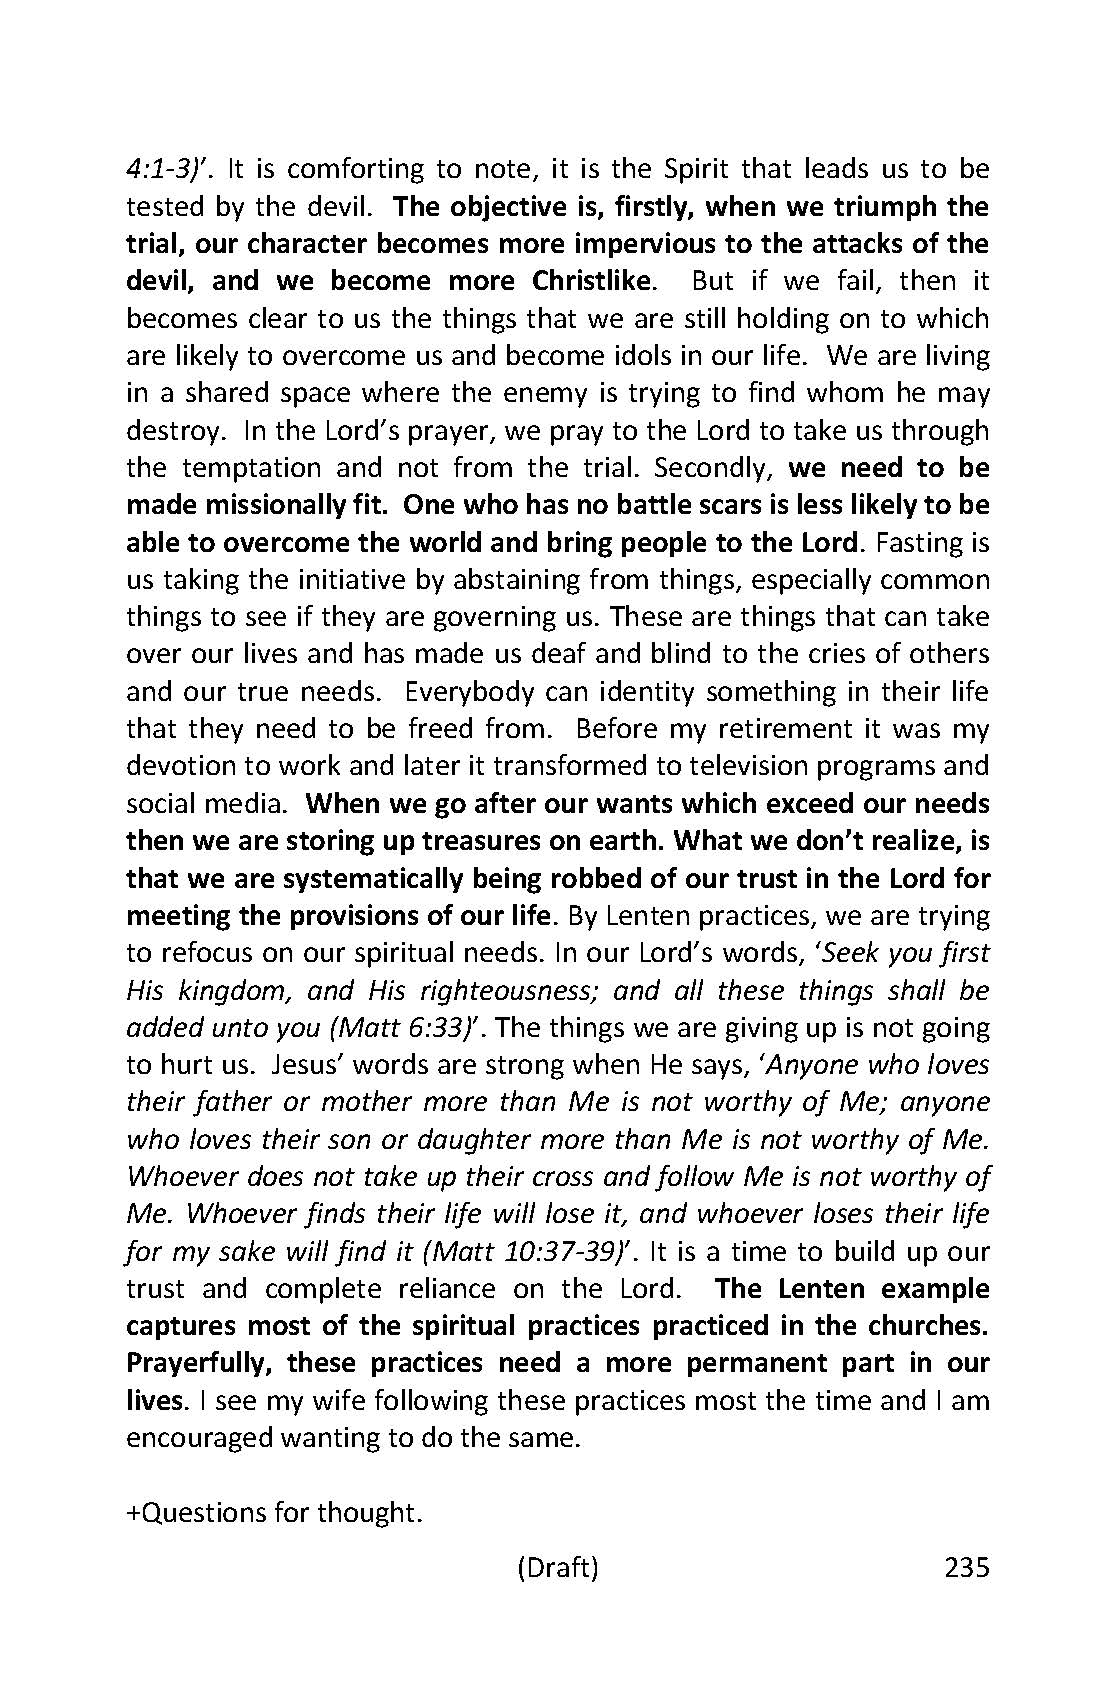 4:1-3)’. It is comforting to note, it is the Spirit that leads us to be
tested by the devil. The objective is, firstly, when we triumph the
trial, our character becomes more impervious to the attacks of the
devil, and we become more Christlike. But if we fail, then it
becomes clear to us the things that we are still holding on to which
are likely to overcome us and become idols in our life. We are living
in a shared space where the enemy is trying to find whom he may
destroy. In the Lord’s prayer, we pray to the Lord to take us through
the temptation and not from the trial. Secondly, we need to be
made missionally fit. One who has no battle scars is less likely to be
able to overcome the world and bring people to the Lord. Fasting is
us taking the initiative by abstaining from things, especially common
things to see if they are governing us. These are things that can take
over our lives and has made us deaf and blind to the cries of others
and our true needs. Everybody can identity something in their life
that they need to be freed from. Before my retirement it was my
devotion to work and later it transformed to television programs and
social media. When we go after our wants which exceed our needs
then we are storing up treasures on earth. What we don’t realize, is
that we are systematically being robbed of our trust in the Lord for
meeting the provisions of our life. By Lenten practices, we are trying
to refocus on our spiritual needs. In our Lord’s words, ‘Seek you first
His kingdom, and His righteousness; and all these things shall be
added unto you (Matt 6:33)’. The things we are giving up is not going
to hurt us. Jesus’ words are strong when He says, ‘Anyone who loves
their father or mother more than Me is not worthy of Me; anyone
who loves their son or daughter more than Me is not worthy of Me.
Whoever does not take up their cross and follow Me is not worthy of
Me. Whoever finds their life will lose it, and whoever loses their life
for my sake will find it (Matt 10:37-39)’. It is a time to build up our
trust and complete reliance on the Lord. The Lenten example
captures most of the spiritual practices practiced in the churches.
Prayerfully, these practices need a more permanent part in our
lives. I see my wife following these practices most the time and I am
encouraged wanting to do the same.
+Questions for thought.
(Draft) 235